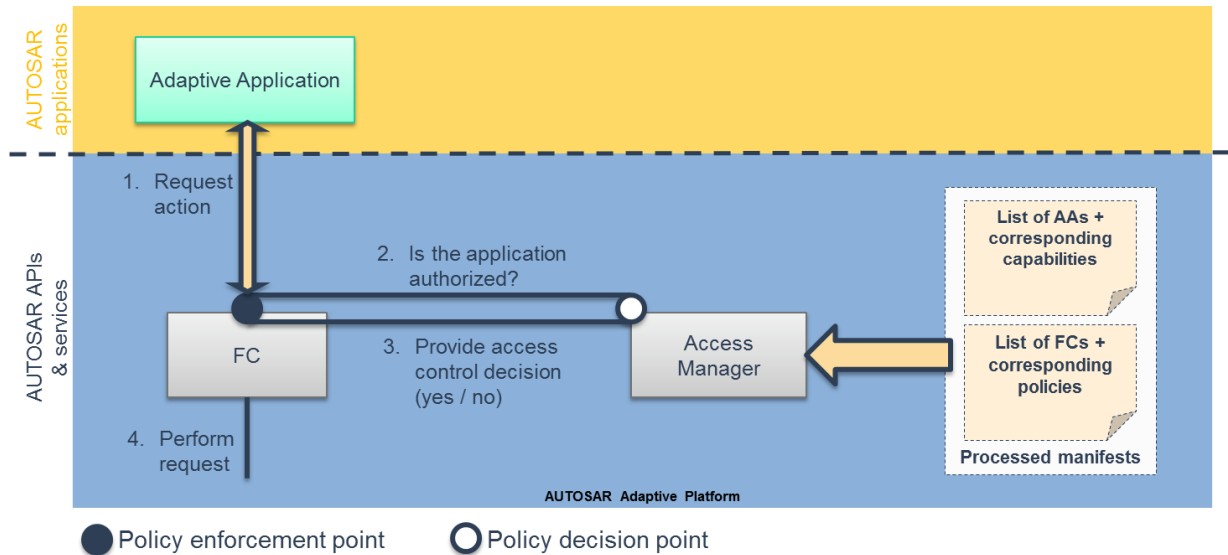 AUTOSAR
applications
Adaptive Application
1. Request
action
2. Is the application
authorized?
List of AAs +
corresponding
capabilities
AUTOSAR APIs
& services
FC
3. Provide access
control decision
(yes / no)
Access
Manager
List of FCs +
corresponding
policies
4. Perform
request
Processed manifests
AUTOSAR Adaptive Platform
Policy enforcement point
Policy decision point